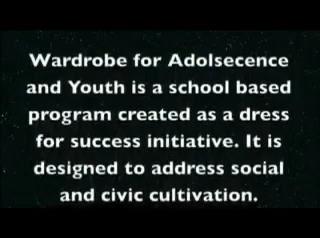 Wardrobe for Adolsecence
and Youth is a school based
program created as a dress
for success initiative. It is
designed to address social
and civic cultivation.